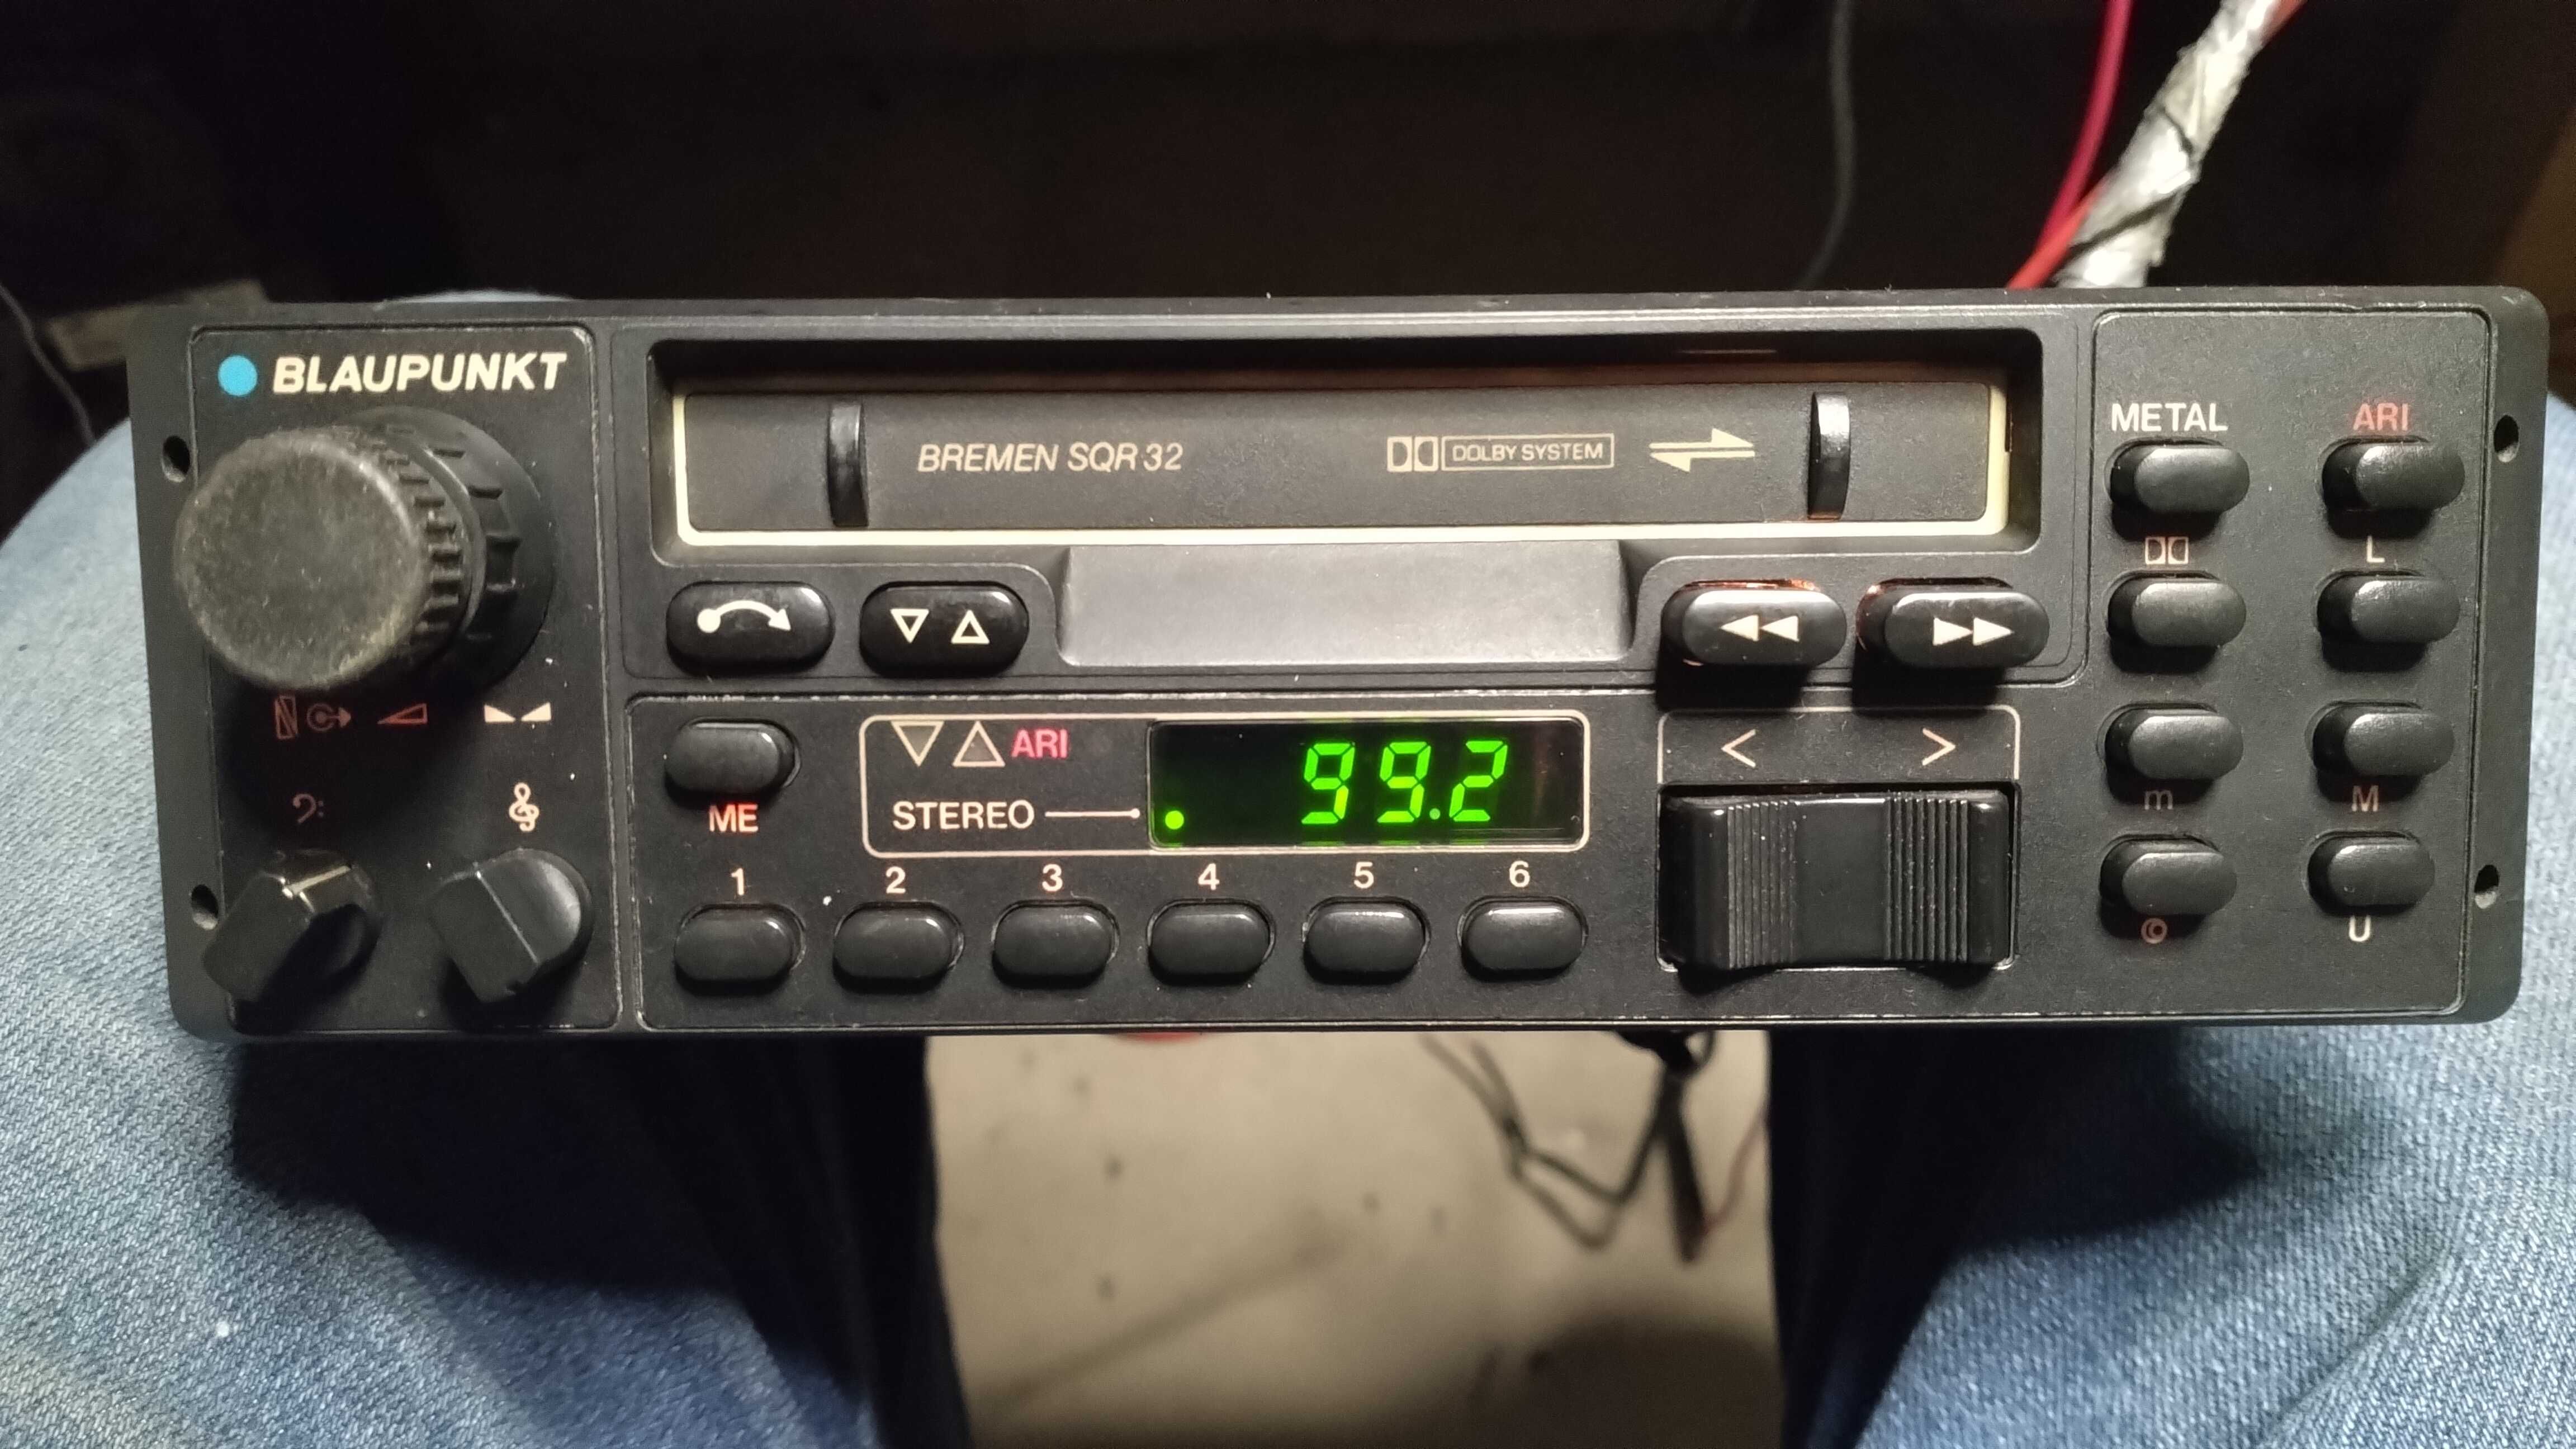 BLAUPUNKT
BREMEN SQR 32
DOLBY SYSTEM
METAL
ARI
L
ME
ARI
STEREO
99.2
m
M
1 2 3 4 5 6
U